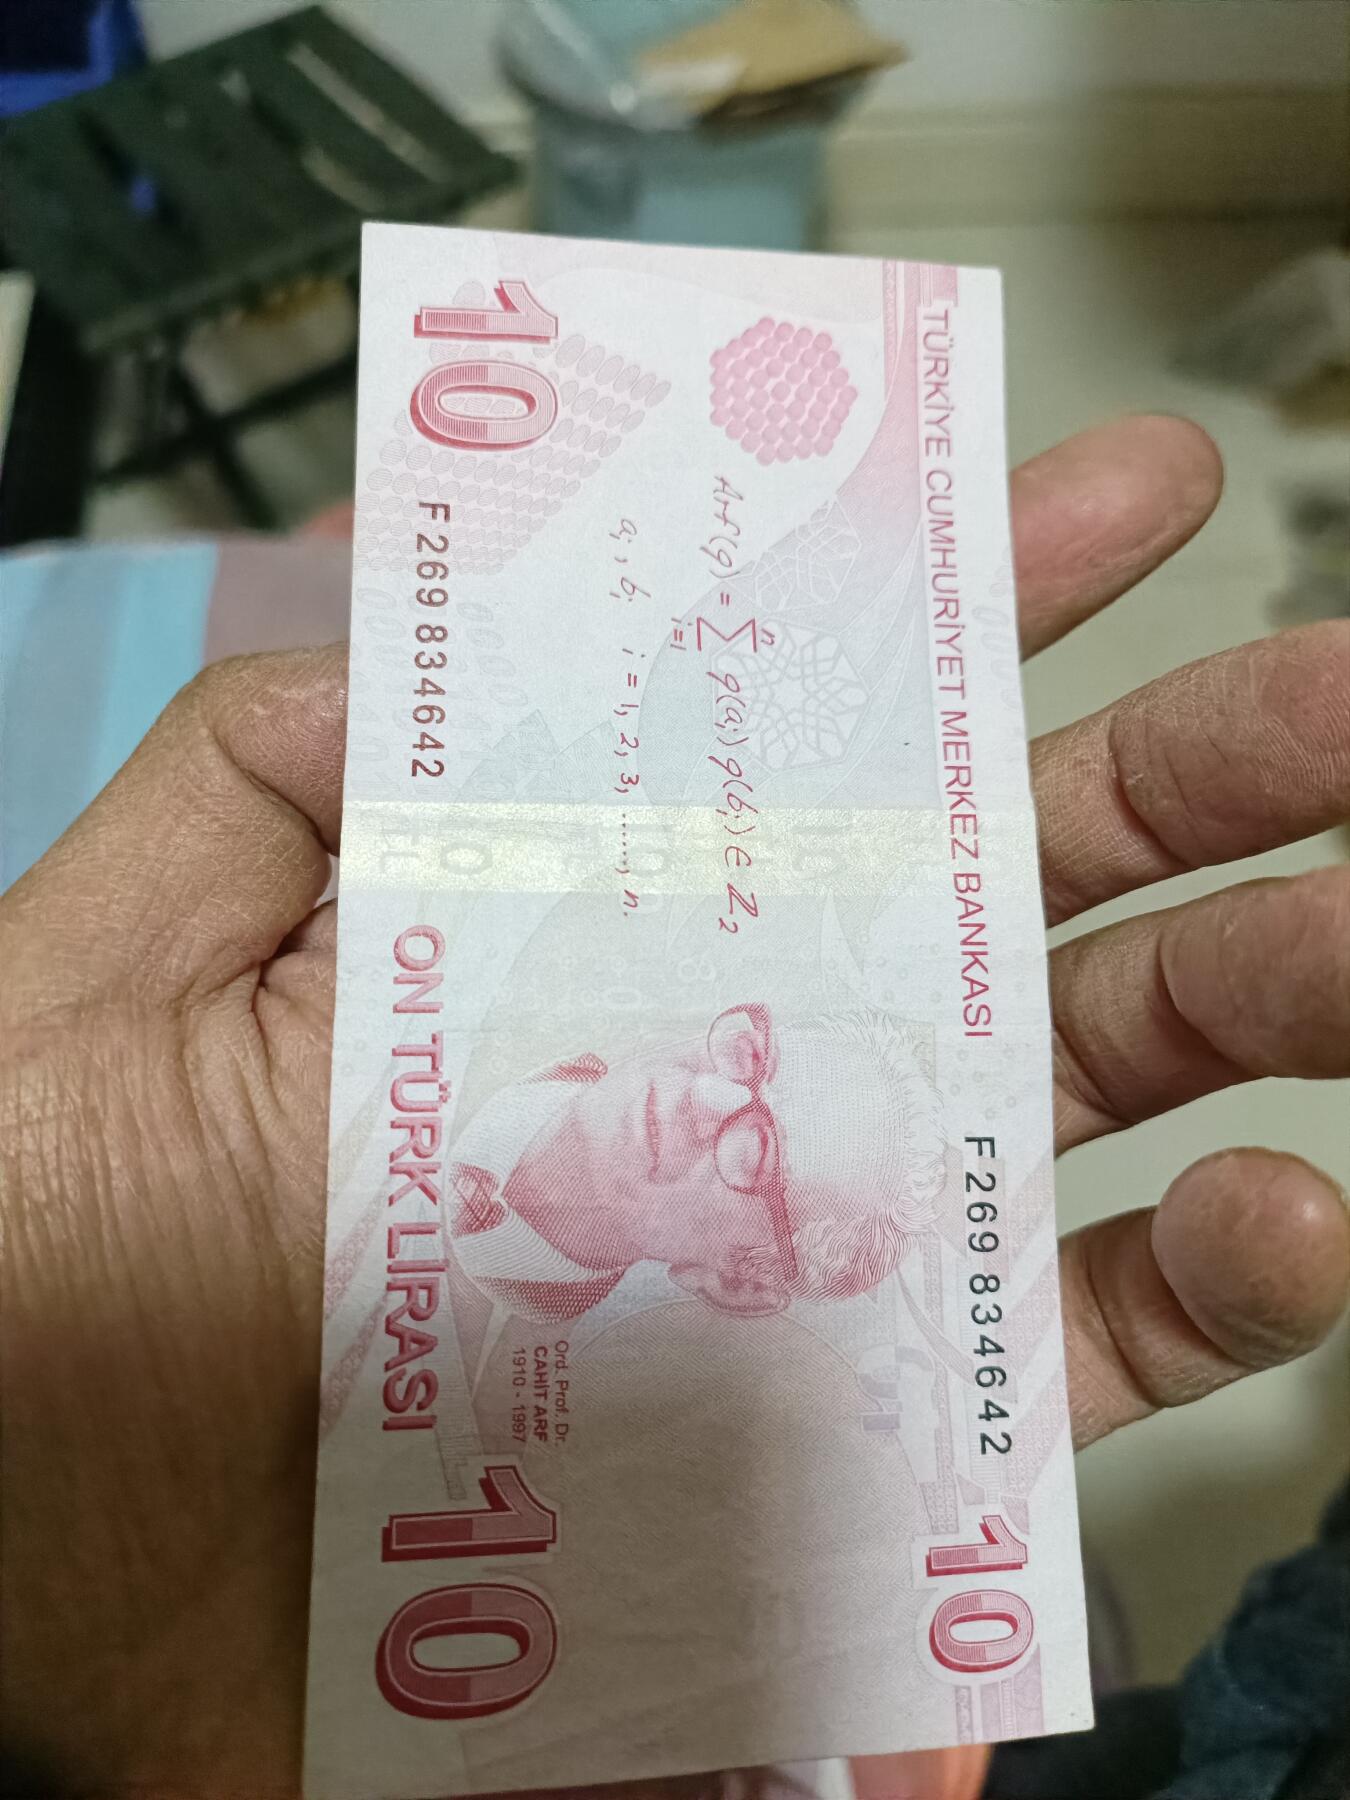 TÜRKİYE CUMHURİYET MERKEZ BANKASI
F269 834642
10
Arf(q) = ∑ⁿᵢ₌₁ q(aᵢ) q(bᵢ) ∈ Z₂
aᵢ, bᵢ i = 1, 2, 3, ......, n.
Ord. Prof. Dr.
CAHİT ARF
1910 - 1997
10
F269 834642
ON TÜRK LİRASI
10